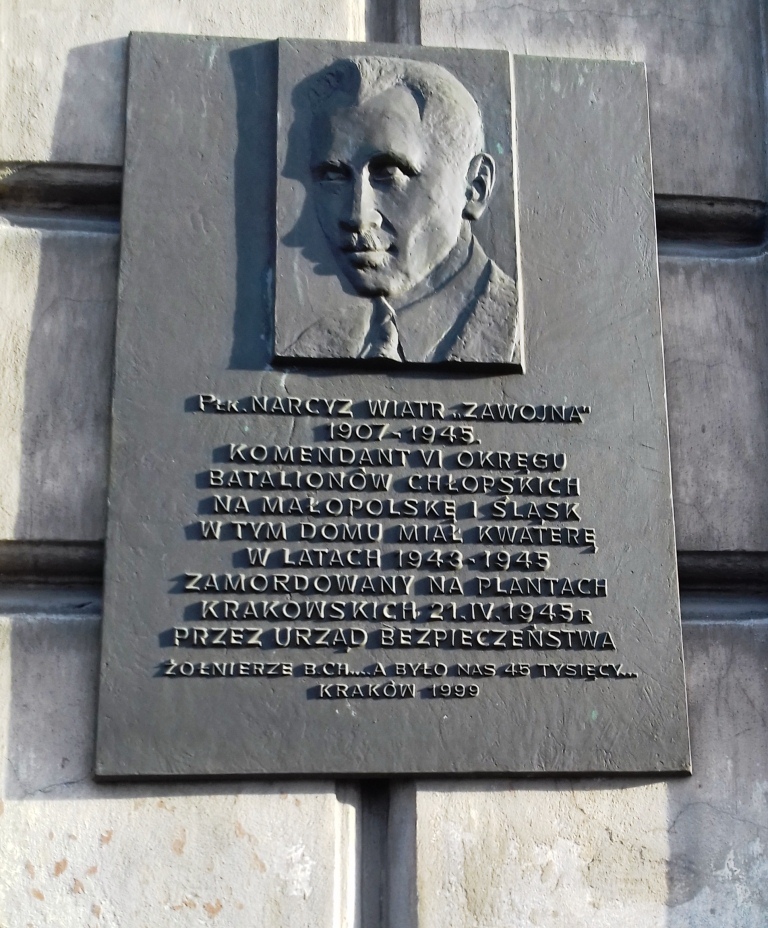 PŁK. NARCYZ WIATR „ZAWOJNA"
1907-1945.
KOMENDANT VI OKRĘGU
BATALIONÓW CHŁOPSKICH
NA MAŁOPOLSKĘ I ŚLĄSK
W TYM DOMU MIAŁ KWATERĘ
W LATACH 1943-1945
ZAMORDOWANY NA PLANTACH
KRAKOWSKICH 21.IV.1945R
PRZEZ URZĄD BEZPIECZEŃSTWA
ŻOŁNIERZE B.CH....A BYŁO NAS 45 TYSIĘCY...
KRAKÓW 1999